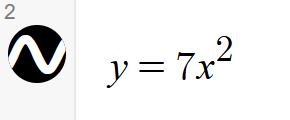 2
y = 7x²